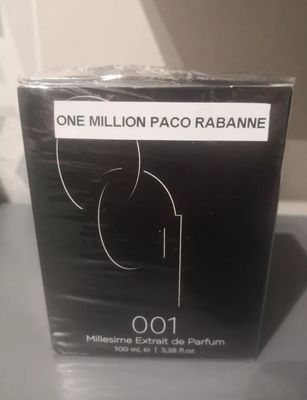 ONE MILLION PACO RABANNE
001
Millesime Extrait de Parfum
100 mL e | 3,38 fl.oz.